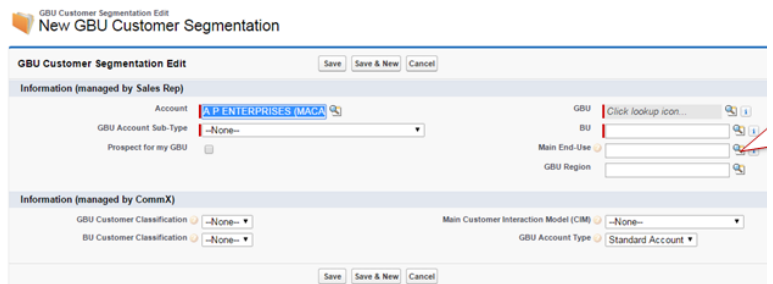 GBU Customer Segmentation Edit
New GBU Customer Segmentation
GBU Customer Segmentation Edit Save Save & New Cancel
Information (managed by Sales Rep)
Account A P ENTERPRISES (MACA GBU Click lookup icon...
GBU Account Sub-Type --None-- BU
Prospect for my GBU Main End-Use
GBU Region
Information (managed by CommX)
GBU Customer Classification --None-- Main Customer Interaction Model (CIM) --None--
BU Customer Classification --None-- GBU Account Type Standard Account
Save Save & New Cancel